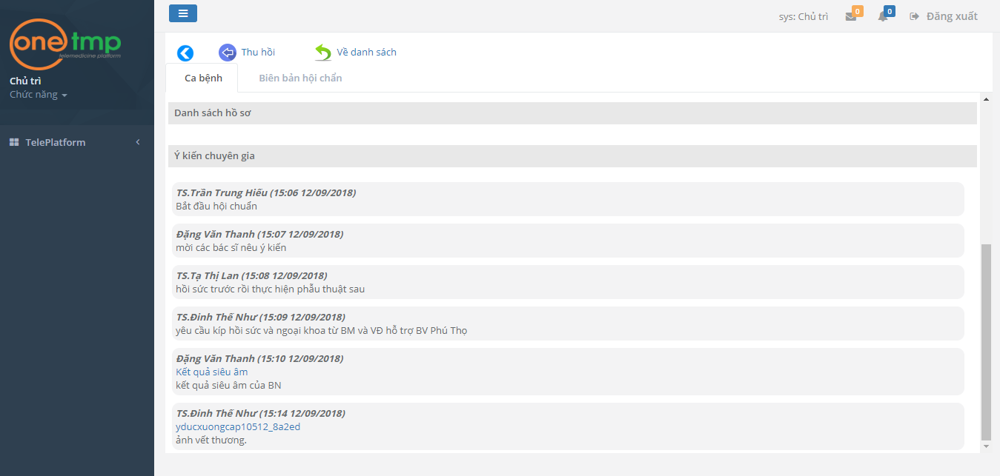 onetmp
telemedicine platform
Chủ trì
Chức năng
TelePlatform
sys: Chủ trì
0
0
Đăng xuất
Thu hồi
Về danh sách
Ca bệnh
Biên bản hội chẩn
Danh sách hồ sơ
Ý kiến chuyên gia
TS.Trần Trung Hiếu (15:06 12/09/2018)
Bắt đầu hội chuẩn
Đặng Văn Thanh (15:07 12/09/2018)
mời các bác sĩ nêu ý kiến
TS.Tạ Thị Lan (15:08 12/09/2018)
hồi sức trước rồi thực hiện phẫu thuật sau
TS.Đinh Thế Như (15:09 12/09/2018)
yêu cầu kíp hồi sức và ngoại khoa từ BM và VĐ hỗ trợ BV Phú Thọ
Đặng Văn Thanh (15:10 12/09/2018)
Kết quả siêu âm
kết quả siêu âm của BN
TS.Đinh Thế Như (15:14 12/09/2018)
yducxuongcap10512_8a2ed
ảnh vết thương.